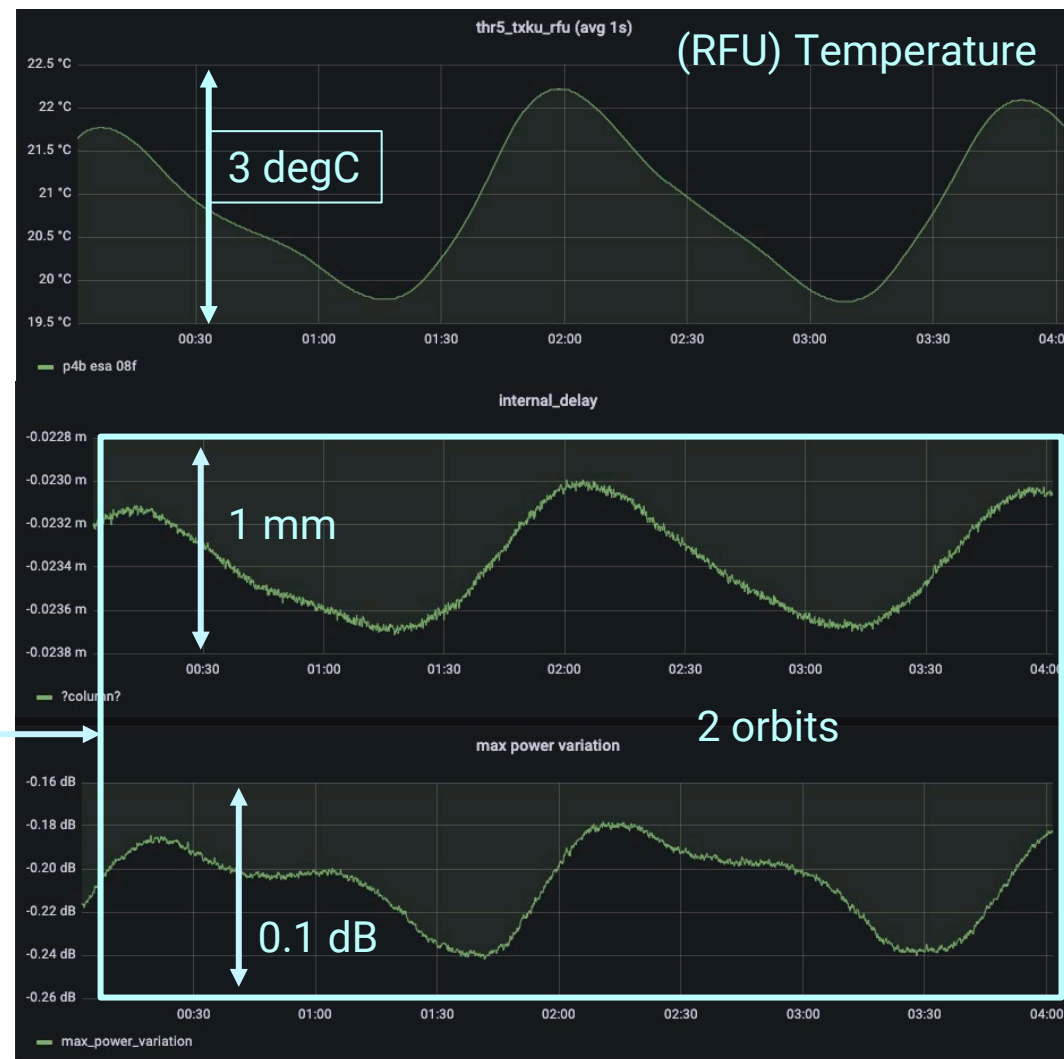 thr5_txku_rfu (avg 1s)
(RFU) Temperature
22.5 °C
22 °C
21.5 °C
21 °C
20.5 °C
20 °C
19.5 °C
3 degC
00:30 01:00 01:30 02:00 02:30 03:00 03:30 04:0
p4b esa 08f
internal_delay
-0.0228 m
-0.0230 m
-0.0232 m
-0.0234 m
-0.0236 m
-0.0238 m
1 mm
00:30 01:00 01:30 02:00 02:30 03:00 03:30 04:00
?column?
2 orbits
max power variation
-0.16 dB
-0.18 dB
-0.20 dB
-0.22 dB
-0.24 dB
-0.26 dB
0.1 dB
00:30 01:00 01:30 02:00 02:30 03:00 03:30 04:00
max_power_variation